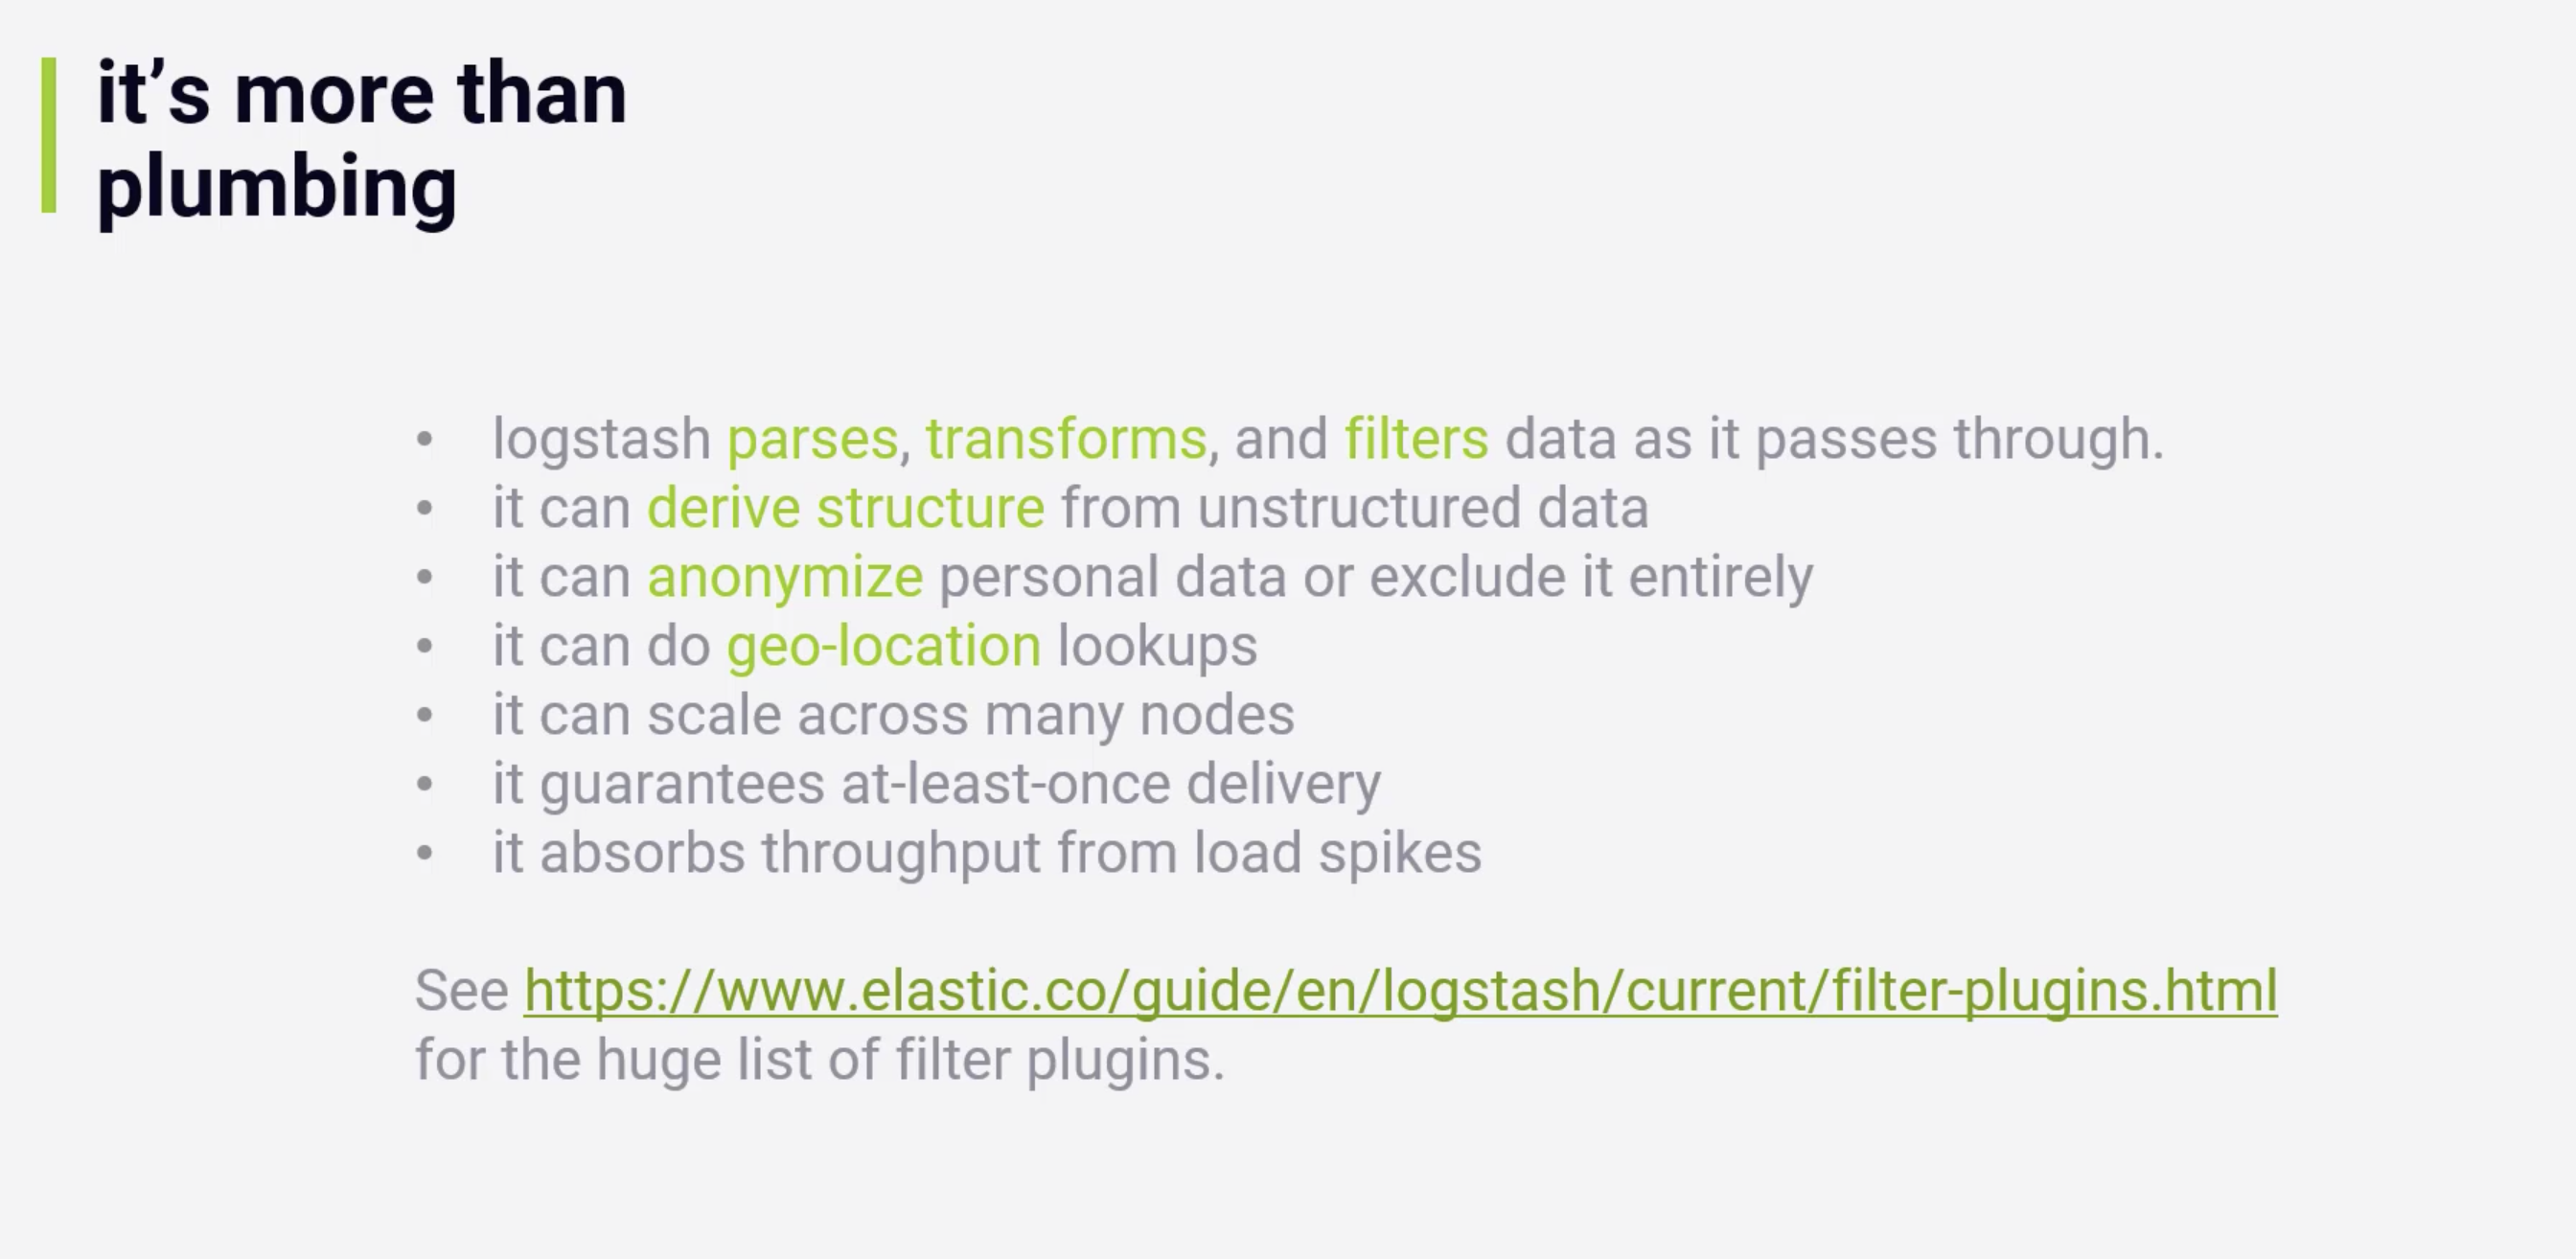 it’s more than
plumbing
• logstash parses, transforms, and filters data as it passes through.
• it can derive structure from unstructured data
• it can anonymize personal data or exclude it entirely
• it can do geo-location lookups
• it can scale across many nodes
• it guarantees at-least-once delivery
• it absorbs throughput from load spikes
See https://www.elastic.co/guide/en/logstash/current/filter-plugins.html
for the huge list of filter plugins.